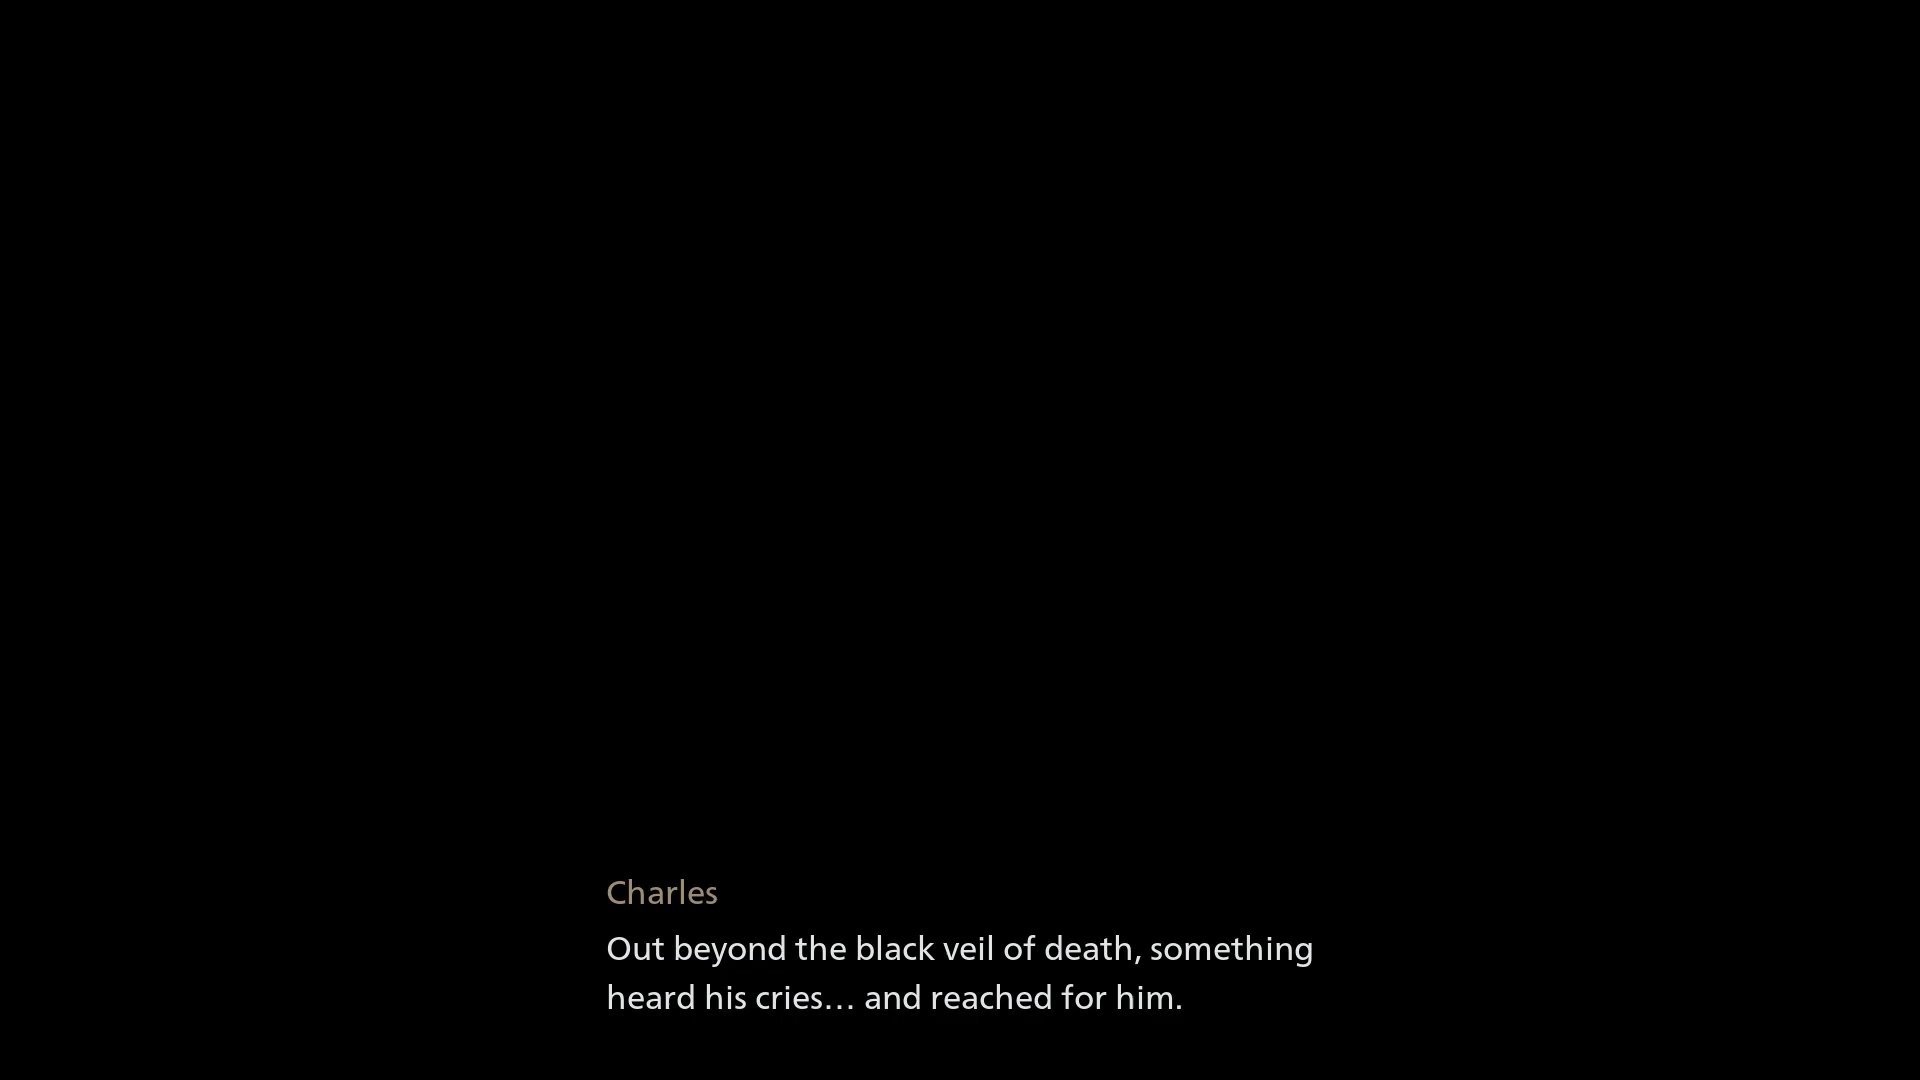 Charles
Out beyond the black veil of death, something
heard his cries… and reached for him.